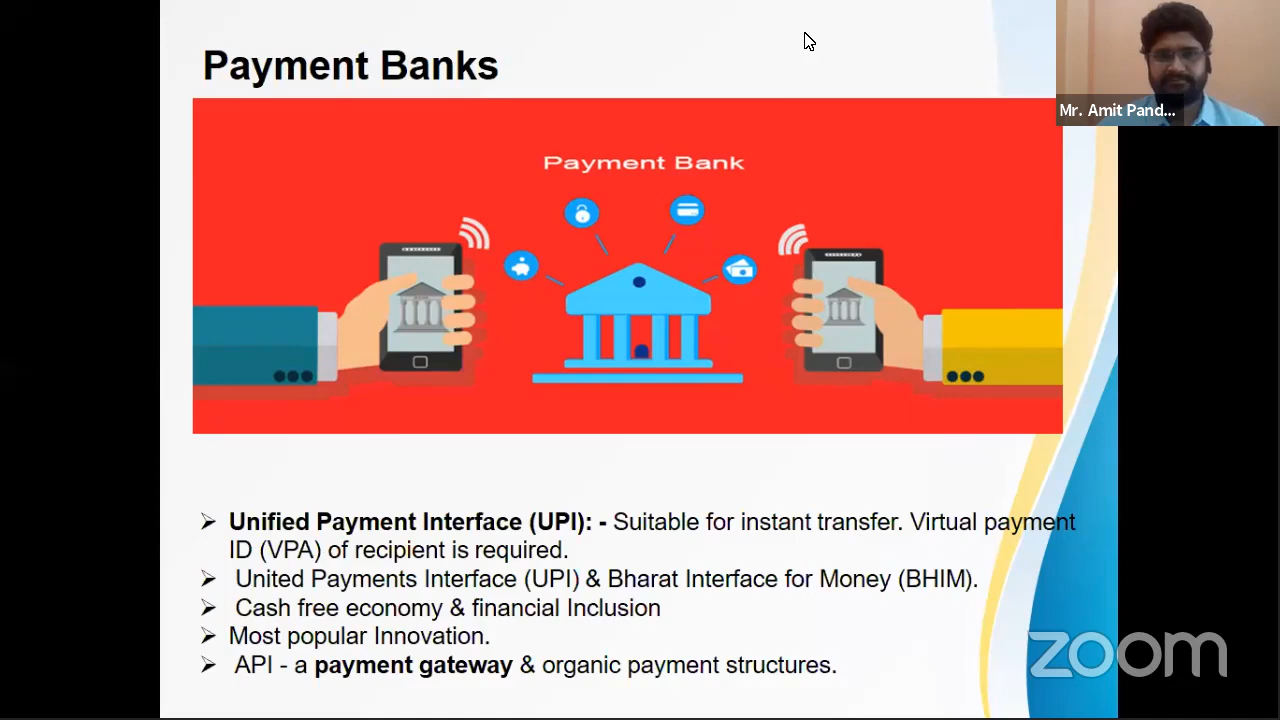 Payment Banks
Mr. Amit Pand...
Payment Bank
➢ Unified Payment Interface (UPI): - Suitable for instant transfer. Virtual payment
ID (VPA) of recipient is required.
➢ United Payments Interface (UPI) & Bharat Interface for Money (BHIM).
➢ Cash free economy & financial Inclusion
➢ Most popular Innovation.
➢ API - a payment gateway & organic payment structures.
zoom